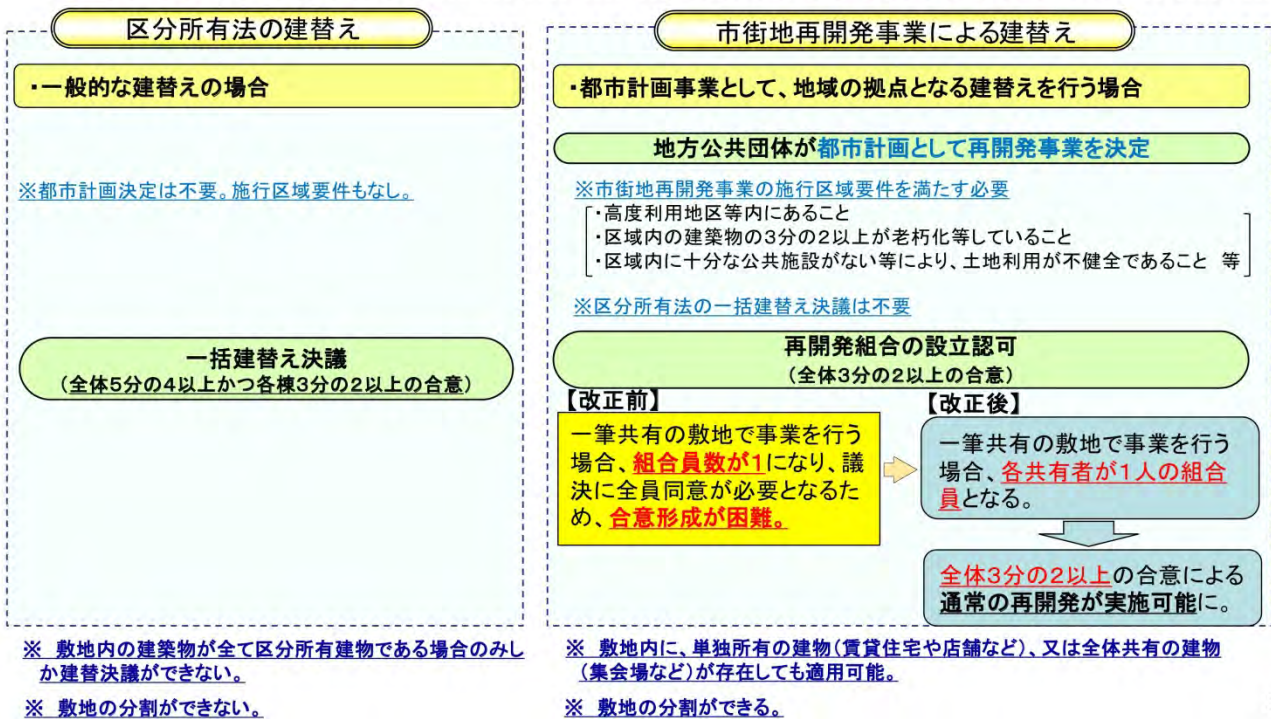 区分所有法の建替え
・一般的な建替えの場合
※都市計画決定は不要。施行区域要件もなし。
一括建替え決議
(全体5分の4以上かつ各棟3分の2以上の合意)
※ 敷地内の建築物が全て区分所有建物である場合のみし
か建替決議ができない。
※ 敷地の分割ができない。
市街地再開発事業による建替え
・都市計画事業として、地域の拠点となる建替えを行う場合
地方公共団体が都市計画として再開発事業を決定
※市街地再開発事業の施行区域要件を満たす必要
・高度利用地区等内にあること
・区域内の建築物の3分の2以上が老朽化等していること
・区域内に十分な公共施設がない等により、土地利用が不健全であること 等
※区分所有法の一括建替え決議は不要
再開発組合の設立認可
(全体3分の2以上の合意)
【改正前】
一筆共有の敷地で事業を行う
場合、組合員数が1になり、議
決に全員同意が必要となるた
め、合意形成が困難。
【改正後】
一筆共有の敷地で事業を行う
場合、各共有者が1人の組合
員となる。
全体3分の2以上の合意による
通常の再開発が実施可能に。
※ 敷地内に、単独所有の建物(賃貸住宅や店舗など)、又は全体共有の建物
(集会場など)が存在しても適用可能。
※ 敷地の分割ができる。